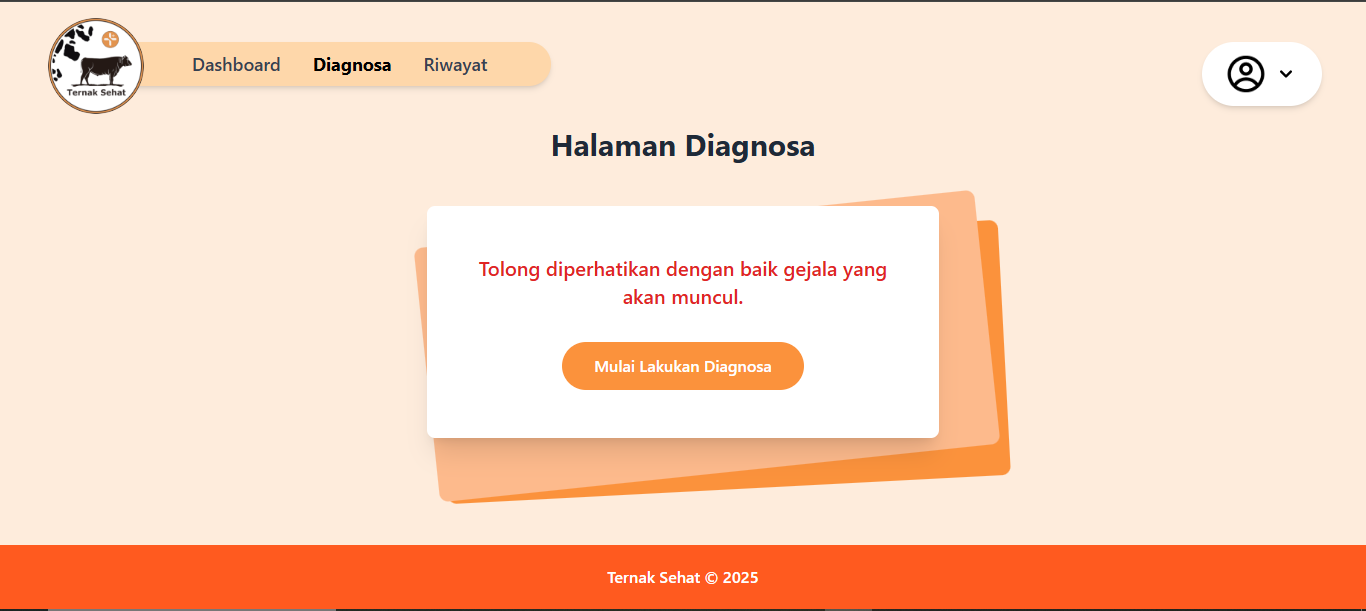 Ternak Sehat
Dashboard
Diagnosa
Riwayat
Halaman Diagnosa
Tolong diperhatikan dengan baik gejala yang
akan muncul.
Mulai Lakukan Diagnosa
Ternak Sehat © 2025